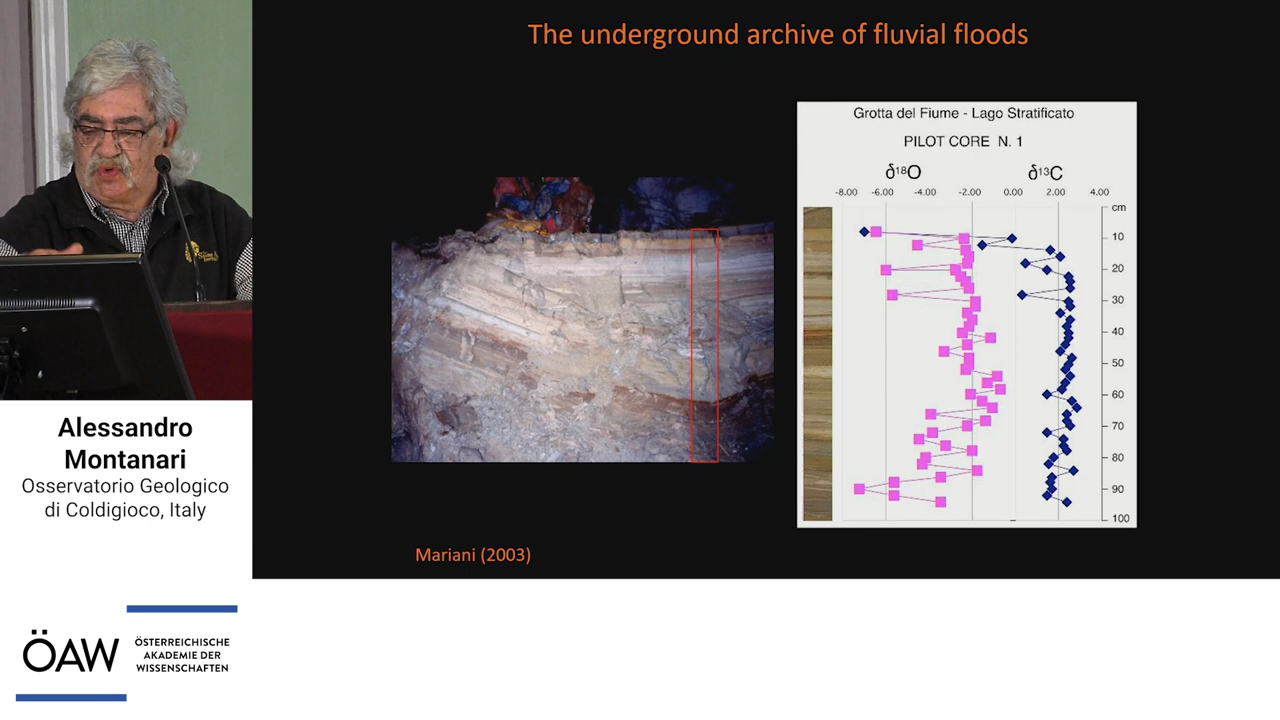 The underground archive of fluvial floods
Grotta del Fiume - Lago Stratificato
PILOT CORE N. 1
δ¹⁸O
δ¹³C
-8.00 -6.00 -4.00 -2.00 0.00 2.00 4.00
cm
10
20
30
40
50
60
70
80
90
100
Mariani (2003)
Alessandro
Montanari
Osservatorio Geologico
di Coldigioco, Italy
ÖAW
ÖSTERREICHISCHE
AKADEMIE DER
WISSENSCHAFTEN